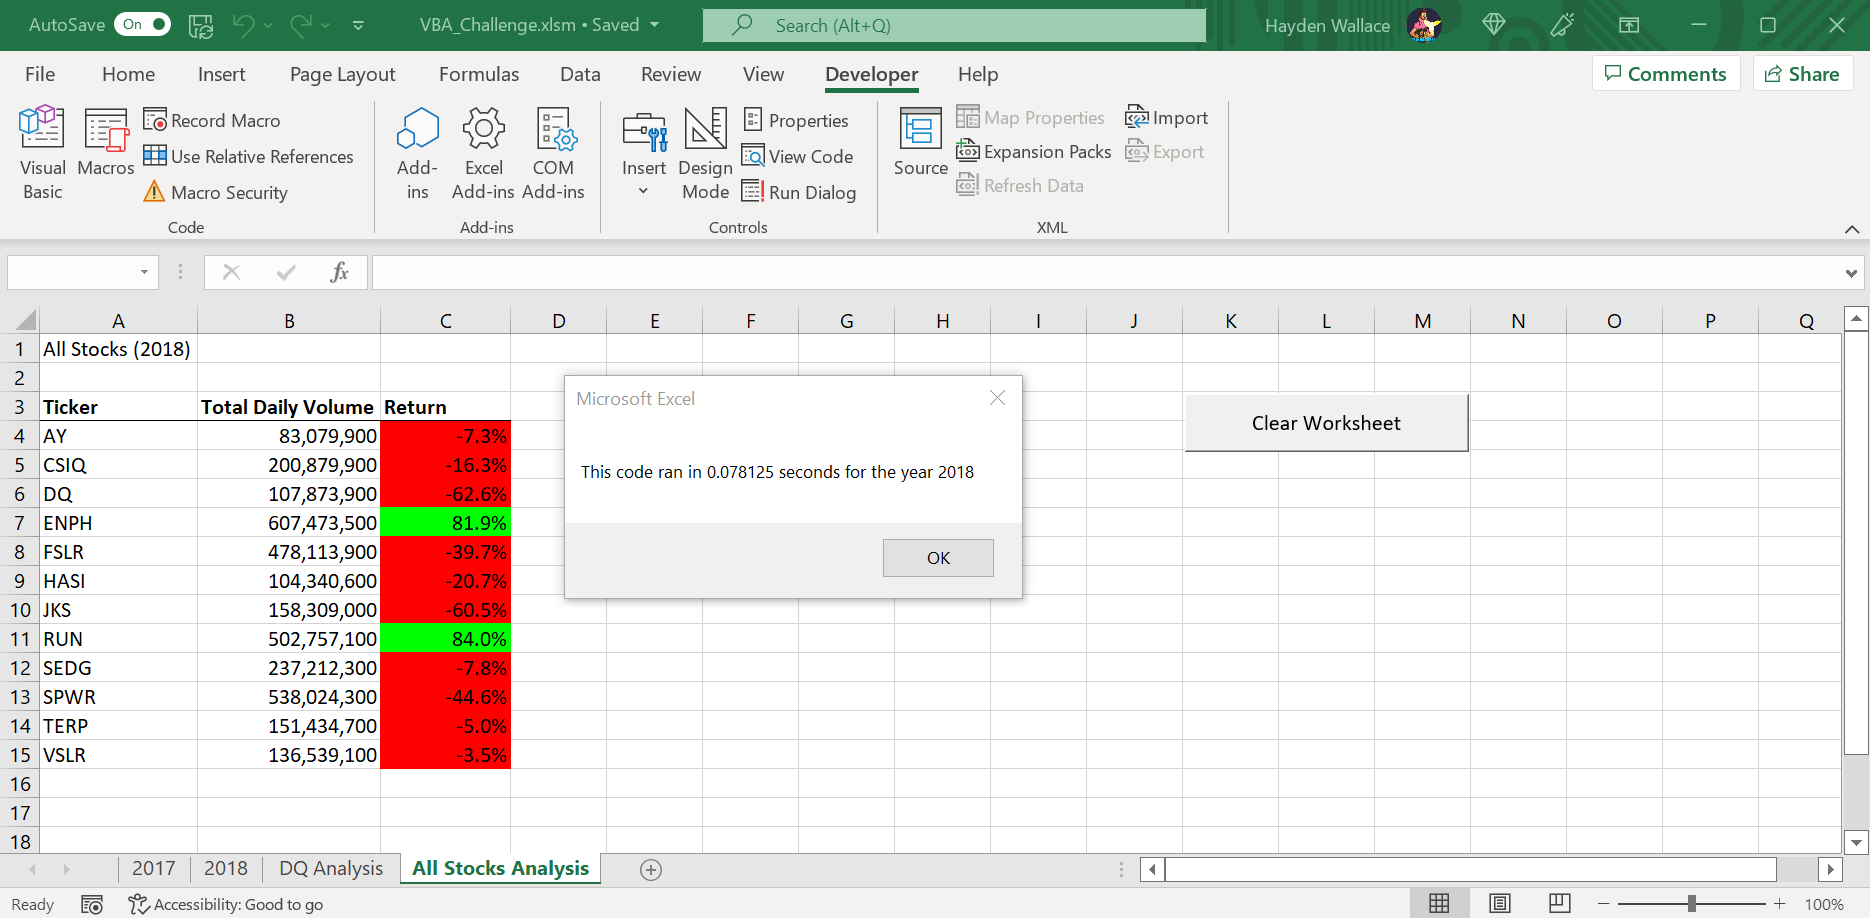 AutoSave On VBA_Challenge.xlsm • Saved Search (Alt+Q) Hayden Wallace
File Home Insert Page Layout Formulas Data Review View Developer Help Comments Share
Visual Basic
Macros
Record Macro
Use Relative References
Macro Security
Code
Add-ins
Excel Add-ins
COM Add-ins
Add-ins
Insert
Design Mode
Properties
View Code
Run Dialog
Controls
Source
Map Properties
Expansion Packs
Refresh Data
Import
Export
XML
fx
A B C D E F G H I J K L M N O P Q
1 All Stocks (2018)
2
3 Ticker Total Daily Volume Return
4 AY 83,079,900 -7.3%
5 CSIQ 200,879,900 -16.3%
6 DQ 107,873,900 -62.6%
7 ENPH 607,473,500 81.9%
8 FSLR 478,113,900 -39.7%
9 HASI 104,340,600 -20.7%
10 JKS 158,309,000 -60.5%
11 RUN 502,757,100 84.0%
12 SEDG 237,212,300 -7.8%
13 SPWR 538,024,300 -44.6%
14 TERP 151,434,700 -5.0%
15 VSLR 136,539,100 -3.5%
16
17
18
Microsoft Excel
This code ran in 0.078125 seconds for the year 2018
OK
Clear Worksheet
2017 2018 DQ Analysis All Stocks Analysis
Ready Accessibility: Good to go 100%